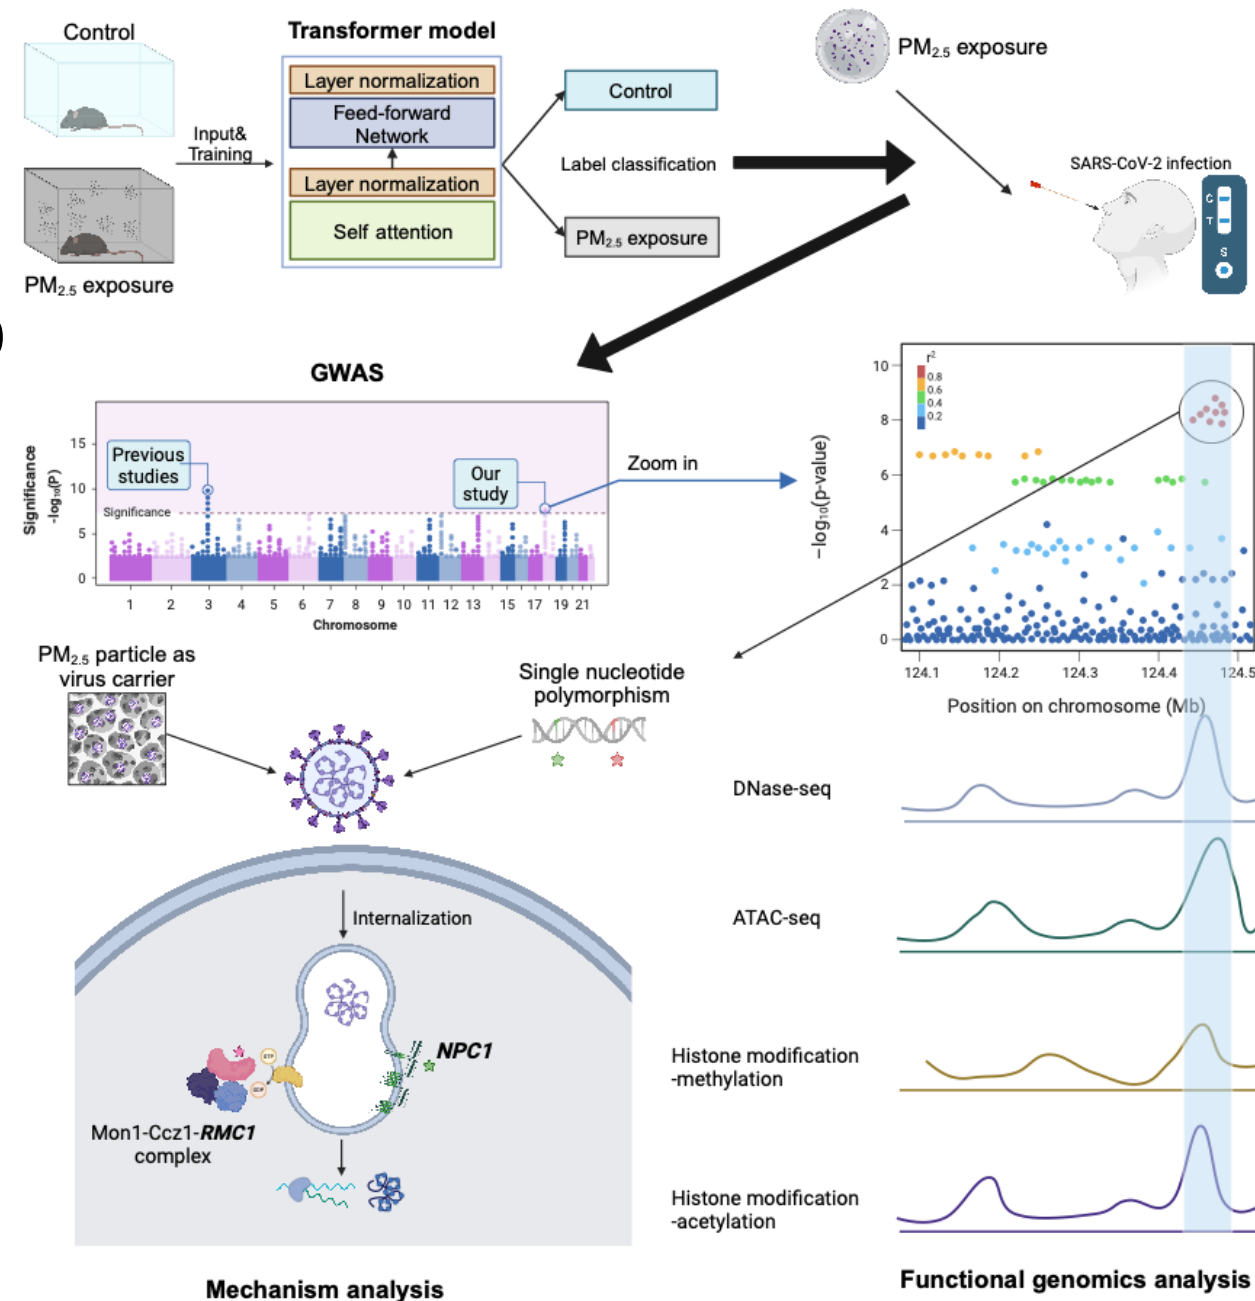 Control
Transformer model
PM2.5 exposure
Layer normalization
Feed-forward
Network
Layer normalization
Self attention
Input&
Training
Control
Label classification
PM2.5 exposure
PM2.5 exposure
SARS-CoV-2 infection
C
T
S
)
GWAS
Significance
-log10(P)
15
10
5
0
Previous
studies
Our
study
Significance
1 2 3 4 5 6 7 8 9 10 11 12 13 15 17 19 21
Chromosome
Zoom in
−log10(p-value)
10
8
6
4
2
0
r2
0.8
0.6
0.4
0.2
124.1 124.2 124.3 124.4 124.5
Position on chromosome (Mb)
PM2.5 particle as
virus carrier
Single nucleotide
polymorphism
Internalization
NPC1
GTP
GDP
Mon1-Ccz1-RMC1
complex
DNase-seq
ATAC-seq
Histone modification
-methylation
Histone modification
-acetylation
Mechanism analysis
Functional genomics analysis